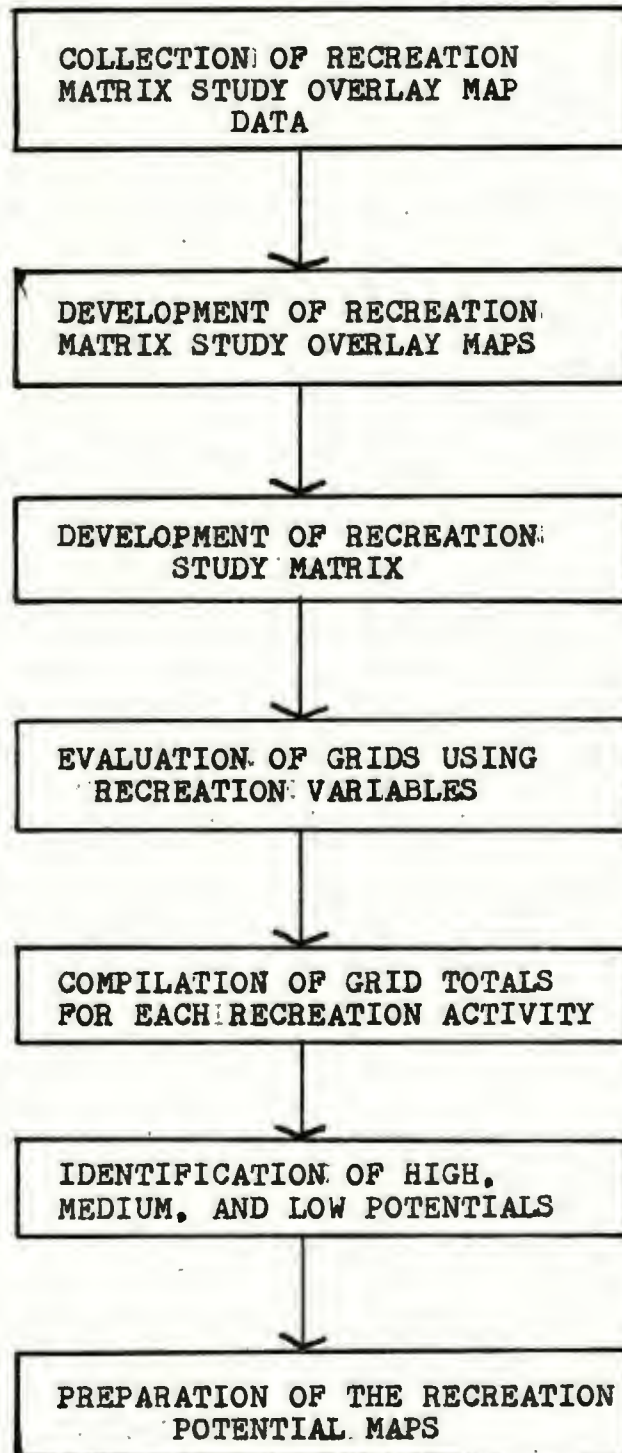 COLLECTION OF RECREATION
MATRIX STUDY OVERLAY MAP
DATA
DEVELOPMENT OF RECREATION
MATRIX STUDY OVERLAY MAPS
DEVELOPMENT OF RECREATION
STUDY MATRIX
EVALUATION OF GRIDS USING
RECREATION VARIABLES
COMPILATION OF GRID TOTALS
FOR EACH RECREATION ACTIVITY
IDENTIFICATION OF HIGH,
MEDIUM, AND LOW POTENTIALS
PREPARATION OF THE RECREATION
POTENTIAL MAPS